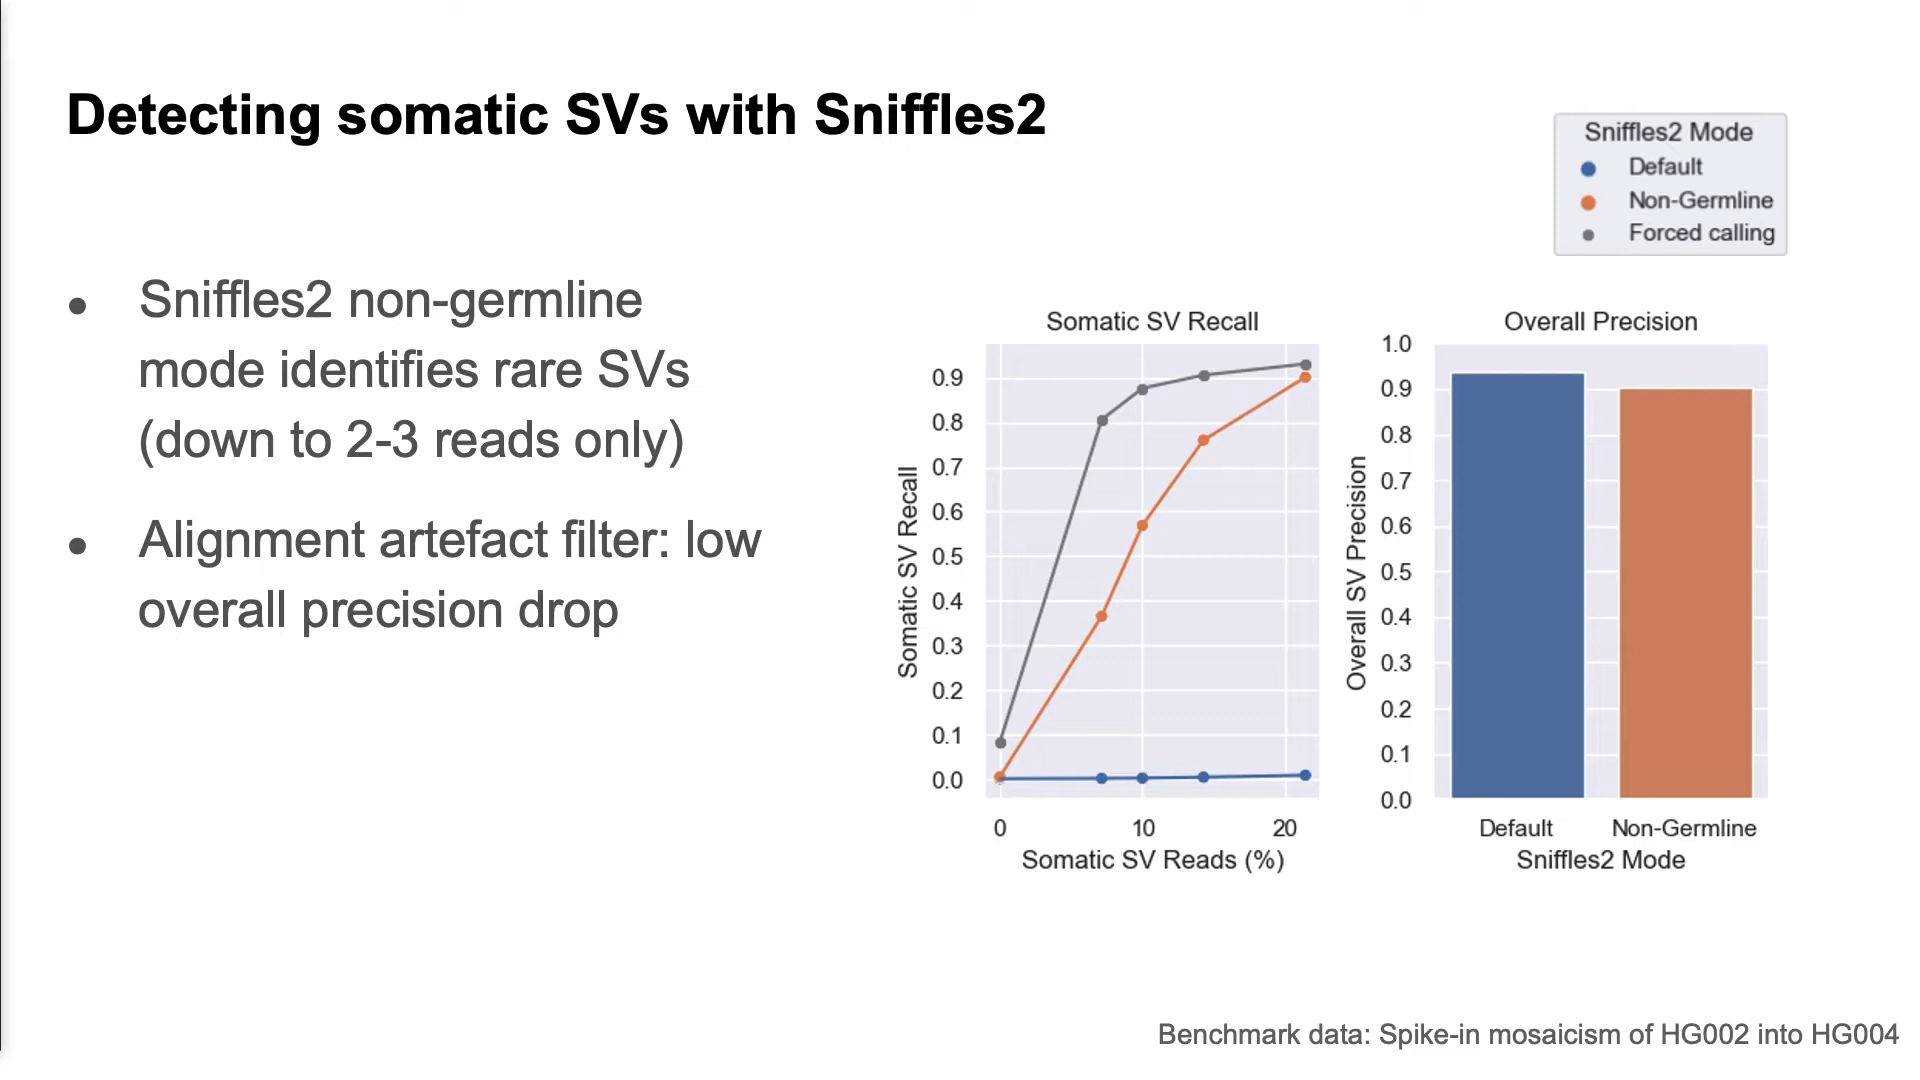 Detecting somatic SVs with Sniffles2
● Sniffles2 non-germline
mode identifies rare SVs
(down to 2-3 reads only)
● Alignment artefact filter: low
overall precision drop
Sniffles2 Mode
Default
Non-Germline
Forced calling
Somatic SV Recall
Somatic SV Recall
0.9
0.8
0.7
0.6
0.5
0.4
0.3
0.2
0.1
0.0
0 10 20
Somatic SV Reads (%)
Overall Precision
Overall SV Precision
1.0
0.9
0.8
0.7
0.6
0.5
0.4
0.3
0.2
0.1
0.0
Default Non-Germline
Sniffles2 Mode
Benchmark data: Spike-in mosaicism of HG002 into HG004